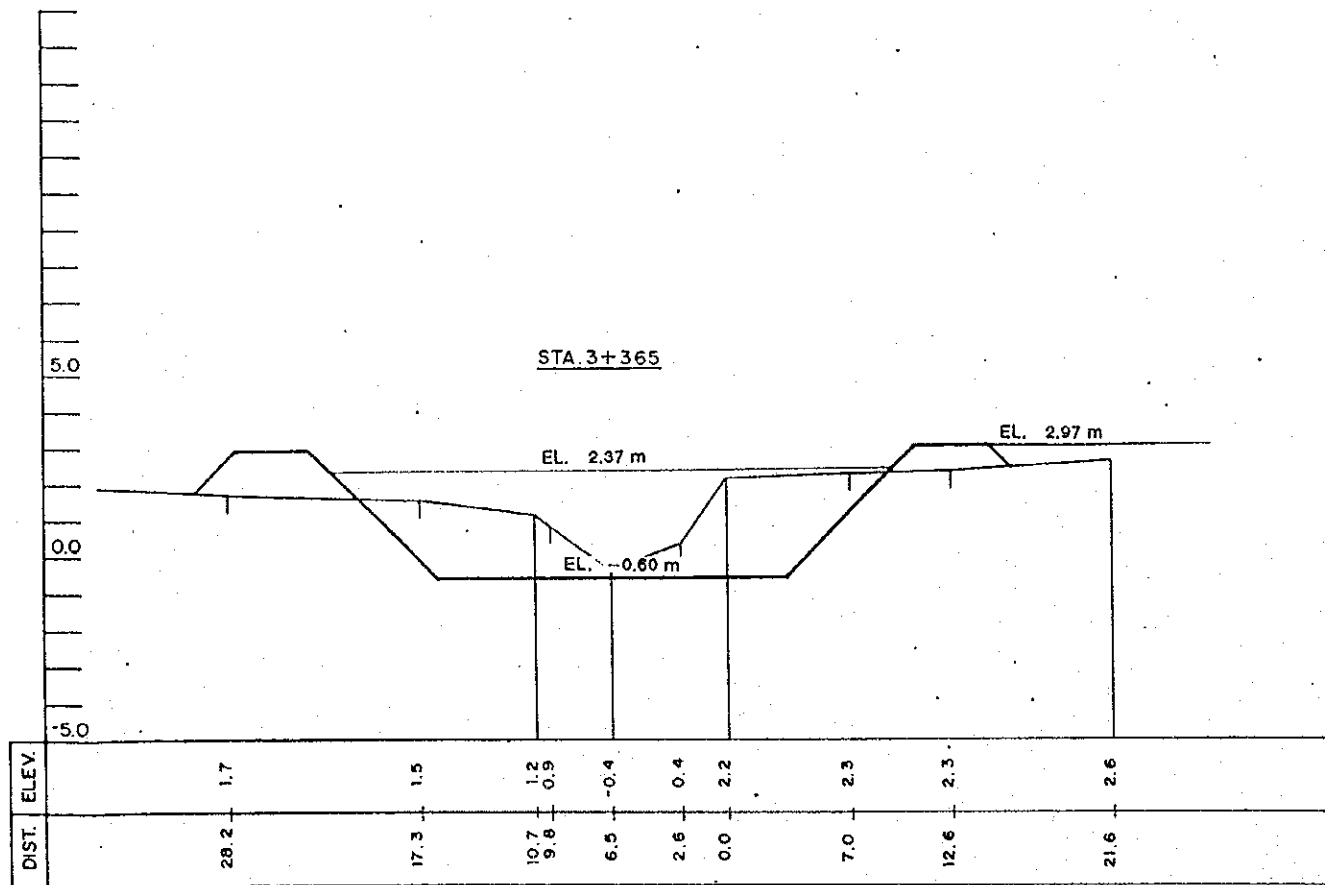 5.0
STA. 3+365
EL. 2.97 m
EL. 2.37 m
0.0
EL. -0.60 m
-5.0
ELEV. 1.7 1.5 1.2 0.9 -0.4 0.4 2.2 2.3 2.3 2.6
DIST. 28.2 17.3 10.7 9.8 6.5 2.6 0.0 7.0 12.6 21.6